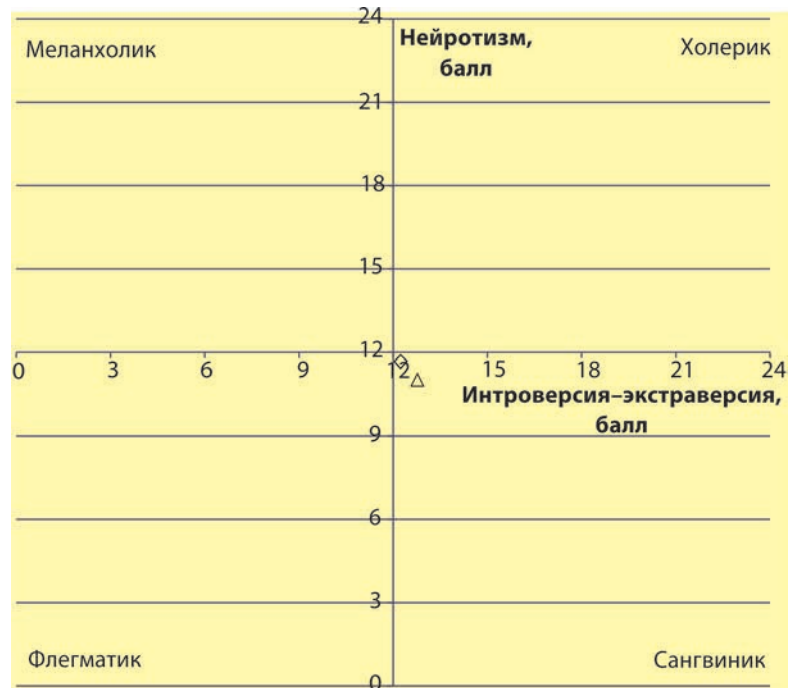 24
Меланхолик
Нейротизм,
балл
Холерик
21
18
15
12
0 3 6 9 12 15 18 21 24
Интроверсия–экстраверсия,
балл
9
6
3
Флегматик
Сангвиник
0